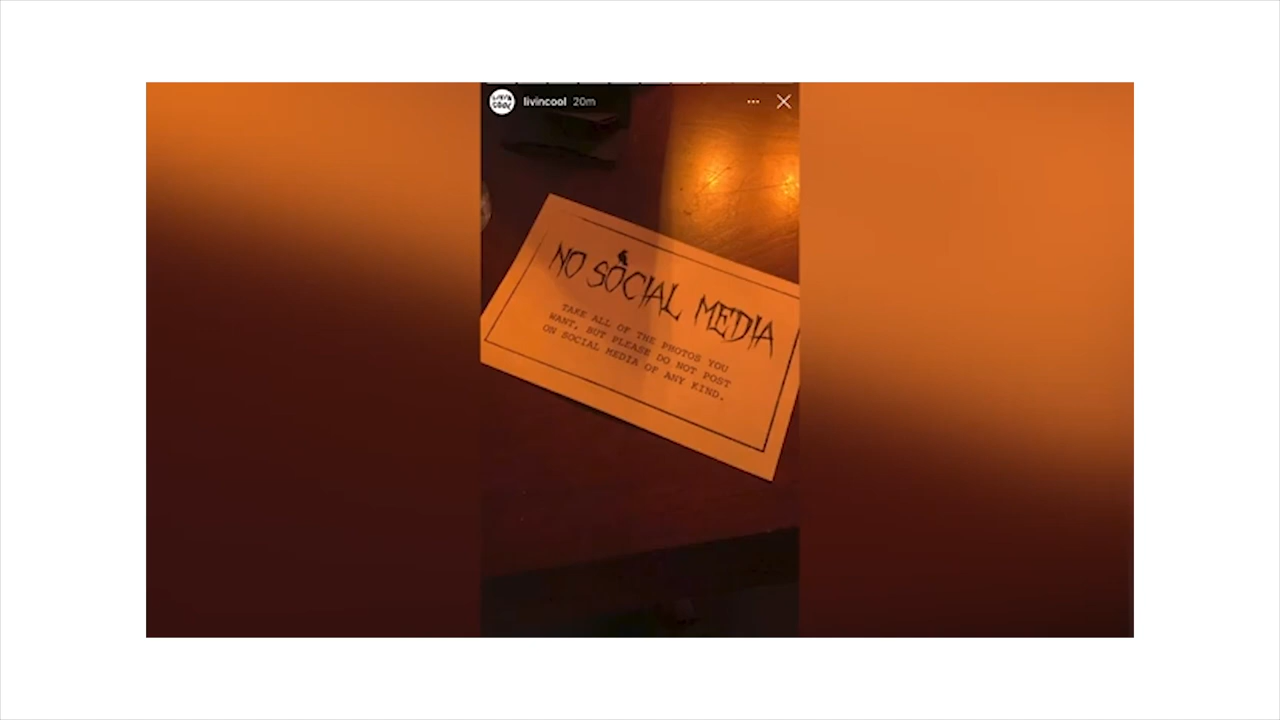 livincool 20m
NO SOCIAL MEDIA
TAKE ALL OF THE PHOTOS YOU
WANT, BUT PLEASE DO NOT POST
ON SOCIAL MEDIA OF ANY KIND.